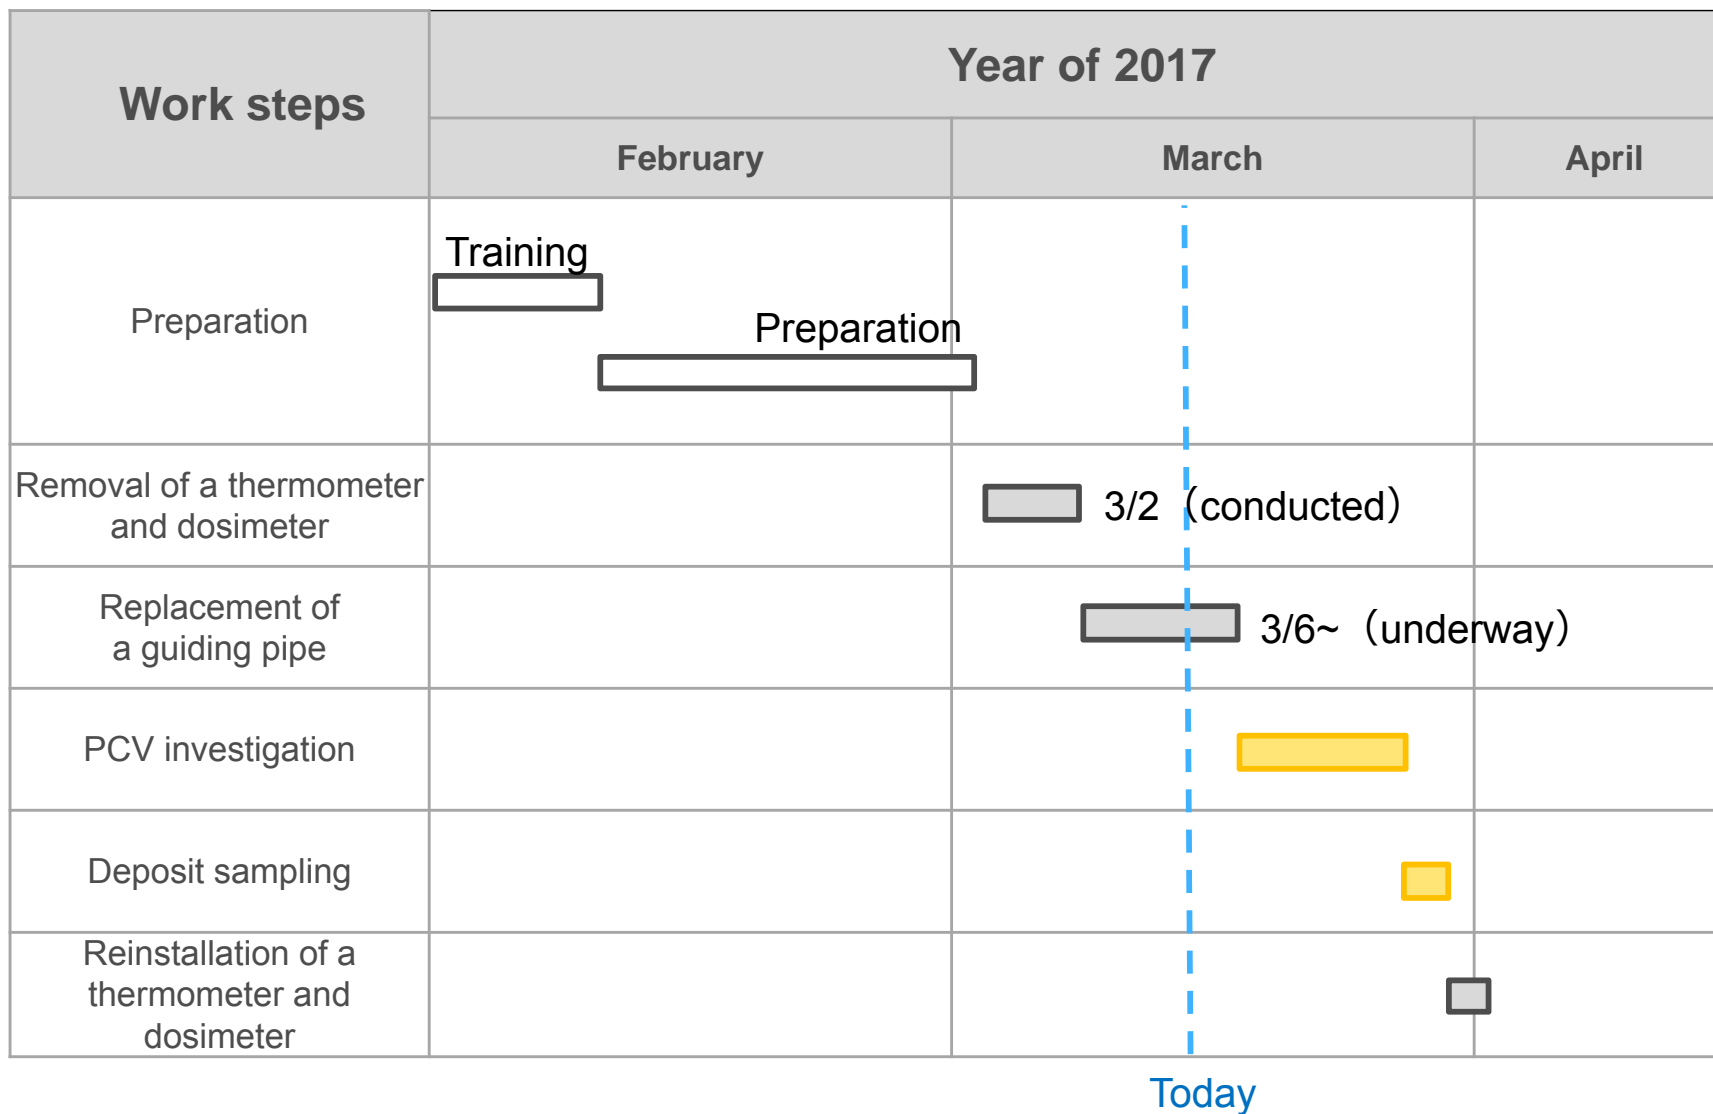 Work steps
Year of 2017
February
March
April
Preparation
Training
Preparation
Removal of a thermometer
and dosimeter
3/2（conducted）
Replacement of
a guiding pipe
3/6~（underway）
PCV investigation
Deposit sampling
Reinstallation of a
thermometer and
dosimeter
Today